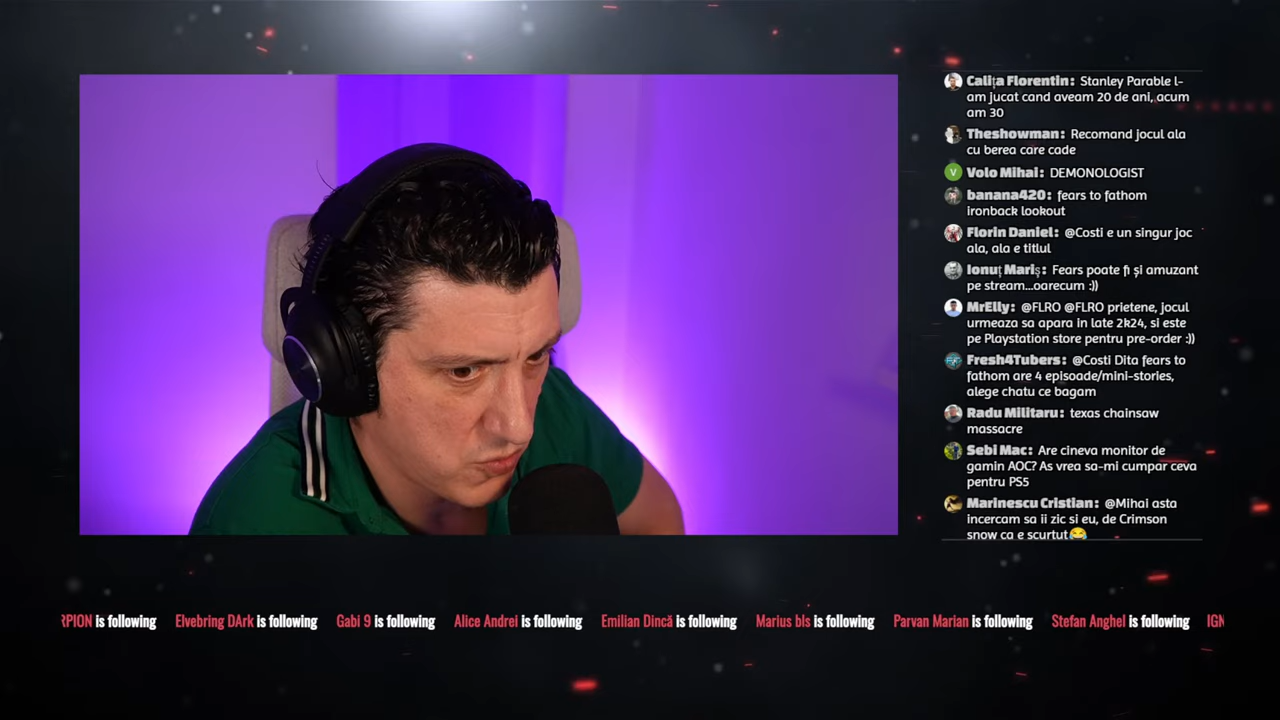 Calița Florentin: Stanley Parable l-
am jucat cand aveam 20 de ani, acum
am 30
Theshowman: Recomand jocul ala
cu berea care cade
V
Volo Mihai: DEMONOLOGIST
banana420: fears to fathom
ironback lookout
Florin Daniel: @Costi e un singur joc
ala, ala e titlul
Ionuț Mariș: Fears poate fi și amuzant
pe stream...oarecum :))
MrElly: @FLRO @FLRO prietene, jocul
urmeaza sa apara in late 2k24, si este
pe Playstation store pentru pre-order :))
Fresh4Tubers: @Costi Dita fears to
fathom are 4 episoade/mini-stories,
alege chatu ce bagam
Radu Militaru: texas chainsaw
massacre
Sebi Mac: Are cineva monitor de
gamin AOC? As vrea sa-mi cumpar ceva
pentru PS5
Marinescu Cristian: @Mihai asta
incercam sa ii zic si eu, de Crimson
snow ca e scurtut😂
RPION is following Elvebring DArk is following Gabi 9 is following Alice Andrei is following Emilian Dincă is following Marius bls is following Parvan Marian is following Stefan Anghel is following IGN